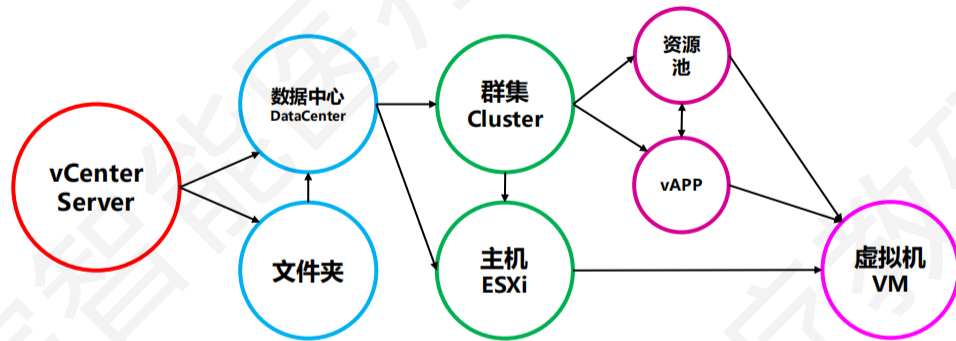 vCenter
Server
数据中心
DataCenter
文件夹
群集
Cluster
主机
ESXi
资源
池
vAPP
虚拟机
VM